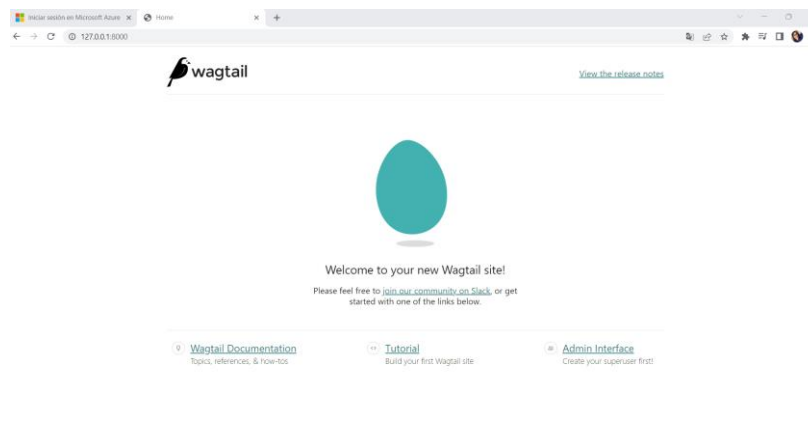 Iniciar sesión en Microsoft Azure
Home
127.0.0.1:8000
wagtail
View the release notes
Welcome to your new Wagtail site!
Please feel free to join our community on Slack, or get
started with one of the links below.
Wagtail Documentation
Topics, references, & how-tos
Tutorial
Build your first Wagtail site
Admin Interface
Create your superuser first!